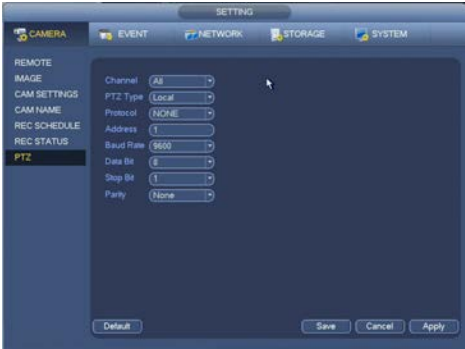 SETTING
CAMERA EVENT NETWORK STORAGE SYSTEM
REMOTE
IMAGE
CAM SETTINGS
CAM NAME
REC SCHEDULE
REC STATUS
PTZ
Channel All
PTZ Type Local
Protocol NONE
Address 1
Baud Rate 9600
Data Bit 8
Stop Bit 1
Parity None
Default Save Cancel Apply